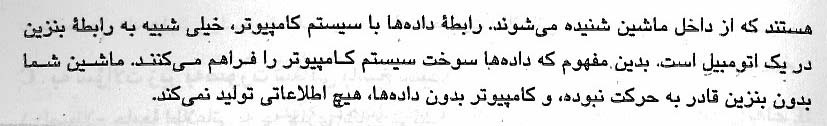 هستند که از داخل ماشین شنیده می‌شوند. رابطهٔ داده‌ها با سیستم کامپیوتر، خیلی شبیه به رابطهٔ بنزین
در یک اتومبیل است. بدین مفهوم که داده‌ها سوخت سیستم کامپیوتر را فراهم می‌کنند. ماشین شما
بدون بنزین قادر به حرکت نبوده، و کامپیوتر بدون داده‌ها، هیچ اطلاعاتی تولید نمی‌کند.